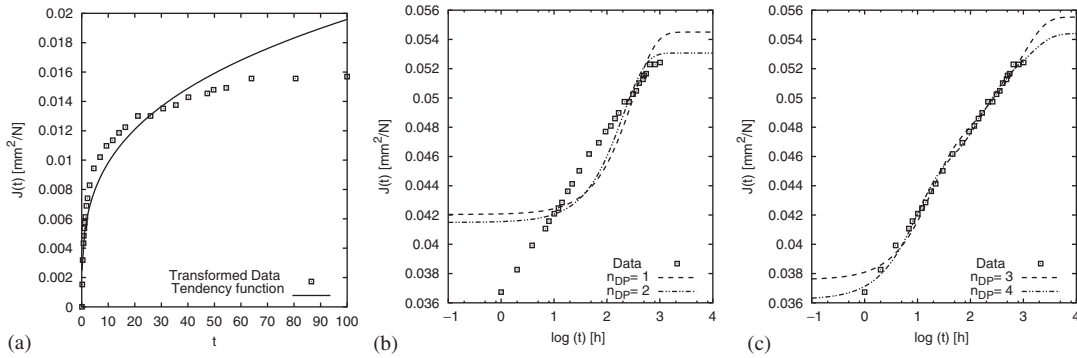 0.02
0.018
0.016
0.014
0.012
0.01
0.008
0.006
0.004
0.002
0
J(t) [mm²/N]
Transformed Data
Tendency function
0 10 20 30 40 50 60 70 80 90 100
t
(a)
0.056
0.054
0.052
0.05
0.048
0.046
0.044
0.042
0.04
0.038
0.036
J(t) [mm²/N]
Data
n_DP= 1
n_DP= 2
−1 0 1 2 3 4
log (t) [h]
(b)
0.056
0.054
0.052
0.05
0.048
0.046
0.044
0.042
0.04
0.038
0.036
J(t) [mm²/N]
Data
n_DP= 3
n_DP= 4
−1 0 1 2 3 4
log (t) [h]
(c)